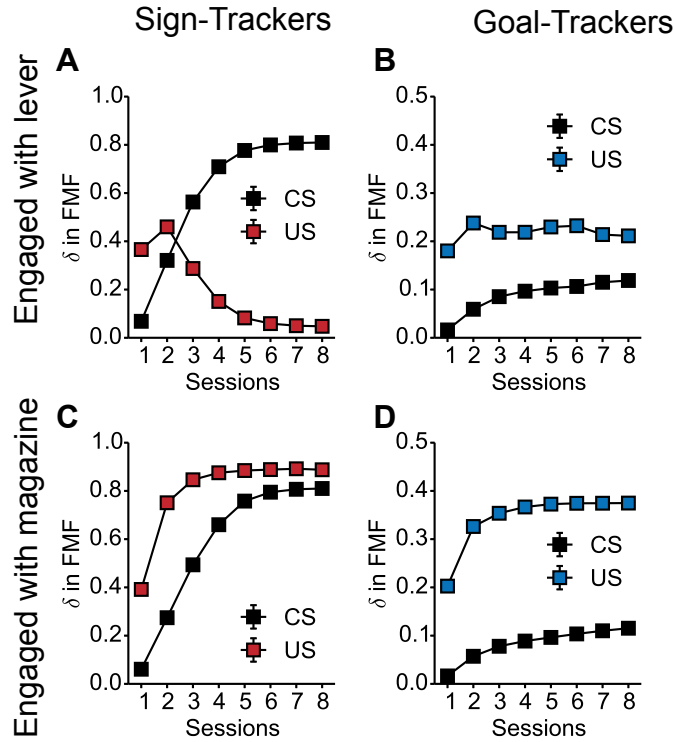 Sign-Trackers
Goal-Trackers
Engaged with lever
A
1.0
0.8
0.6
0.4
0.2
0.0
δ in FMF
CS
US
1 2 3 4 5 6 7 8
Sessions
B
0.5
0.4
0.3
0.2
0.1
0.0
δ in FMF
CS
US
1 2 3 4 5 6 7 8
Sessions
Engaged with magazine
C
1.0
0.8
0.6
0.4
0.2
0.0
δ in FMF
CS
US
1 2 3 4 5 6 7 8
Sessions
D
0.5
0.4
0.3
0.2
0.1
0.0
δ in FMF
CS
US
1 2 3 4 5 6 7 8
Sessions